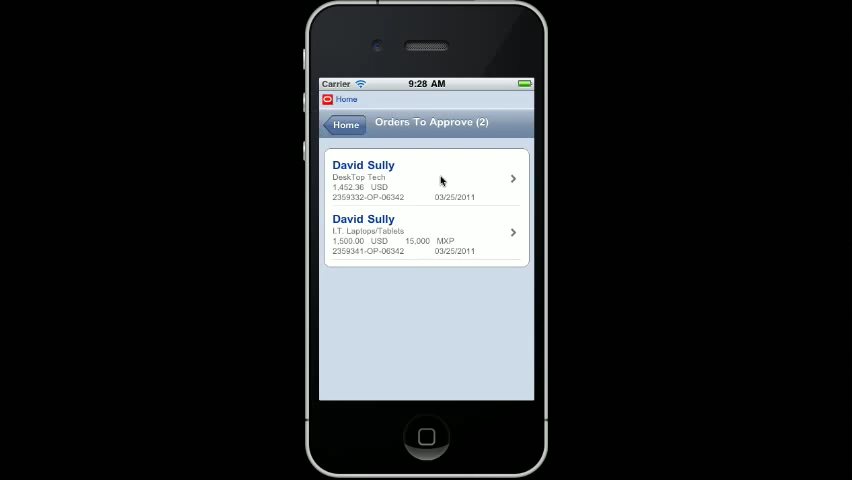 Carrier 9:28 AM
Home
Home Orders To Approve (2)
David Sully
DeskTop Tech
1,452.36 USD
2359332-OP-06342 03/25/2011
David Sully
I.T. Laptops/Tablets
1,500.00 USD 15,000 MXP
2359341-OP-06342 03/25/2011